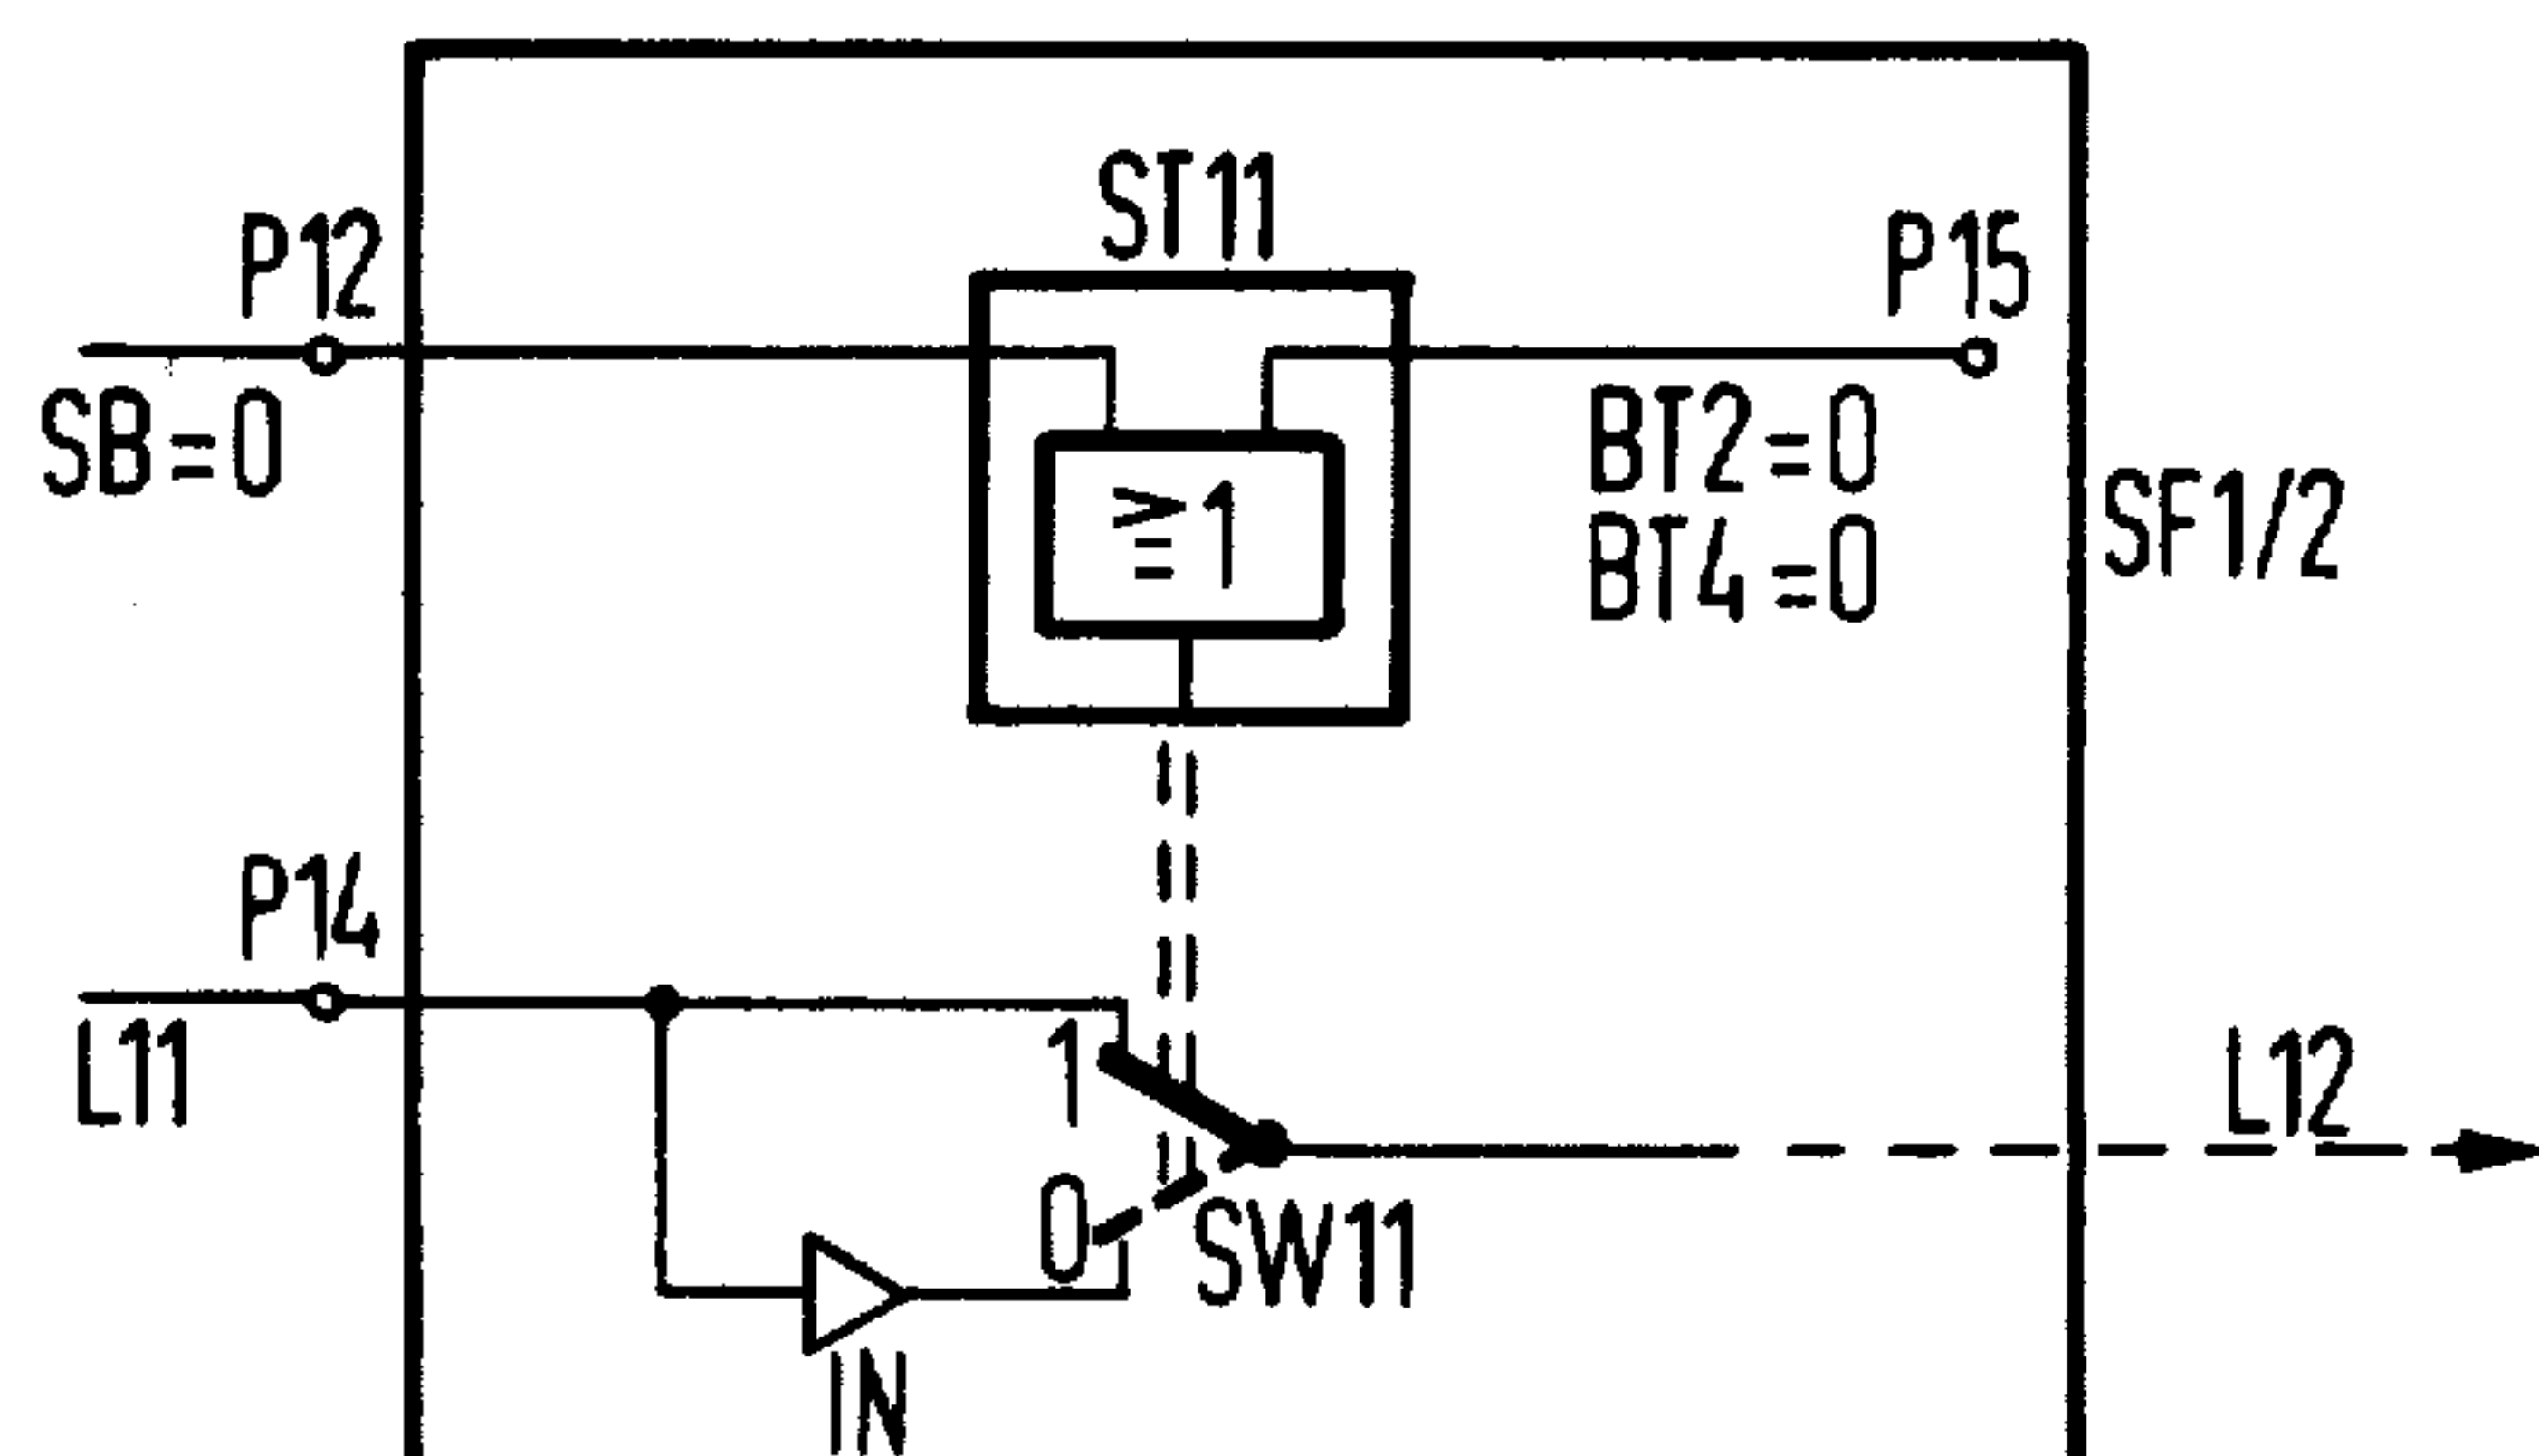 ST11
P12
P15
SB=0
BT2=0
BT4=0
SF1/2
≥1
P14
L11
1
L12
0
SW11
IN